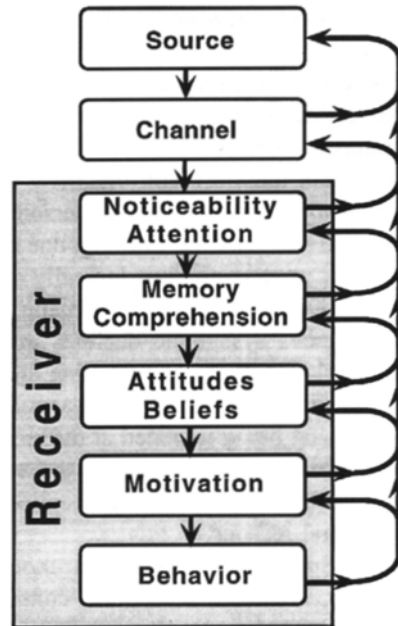 Source
Channel
Noticeability
Attention
Memory
Comprehension
Attitudes
Beliefs
Motivation
Behavior
Receiver